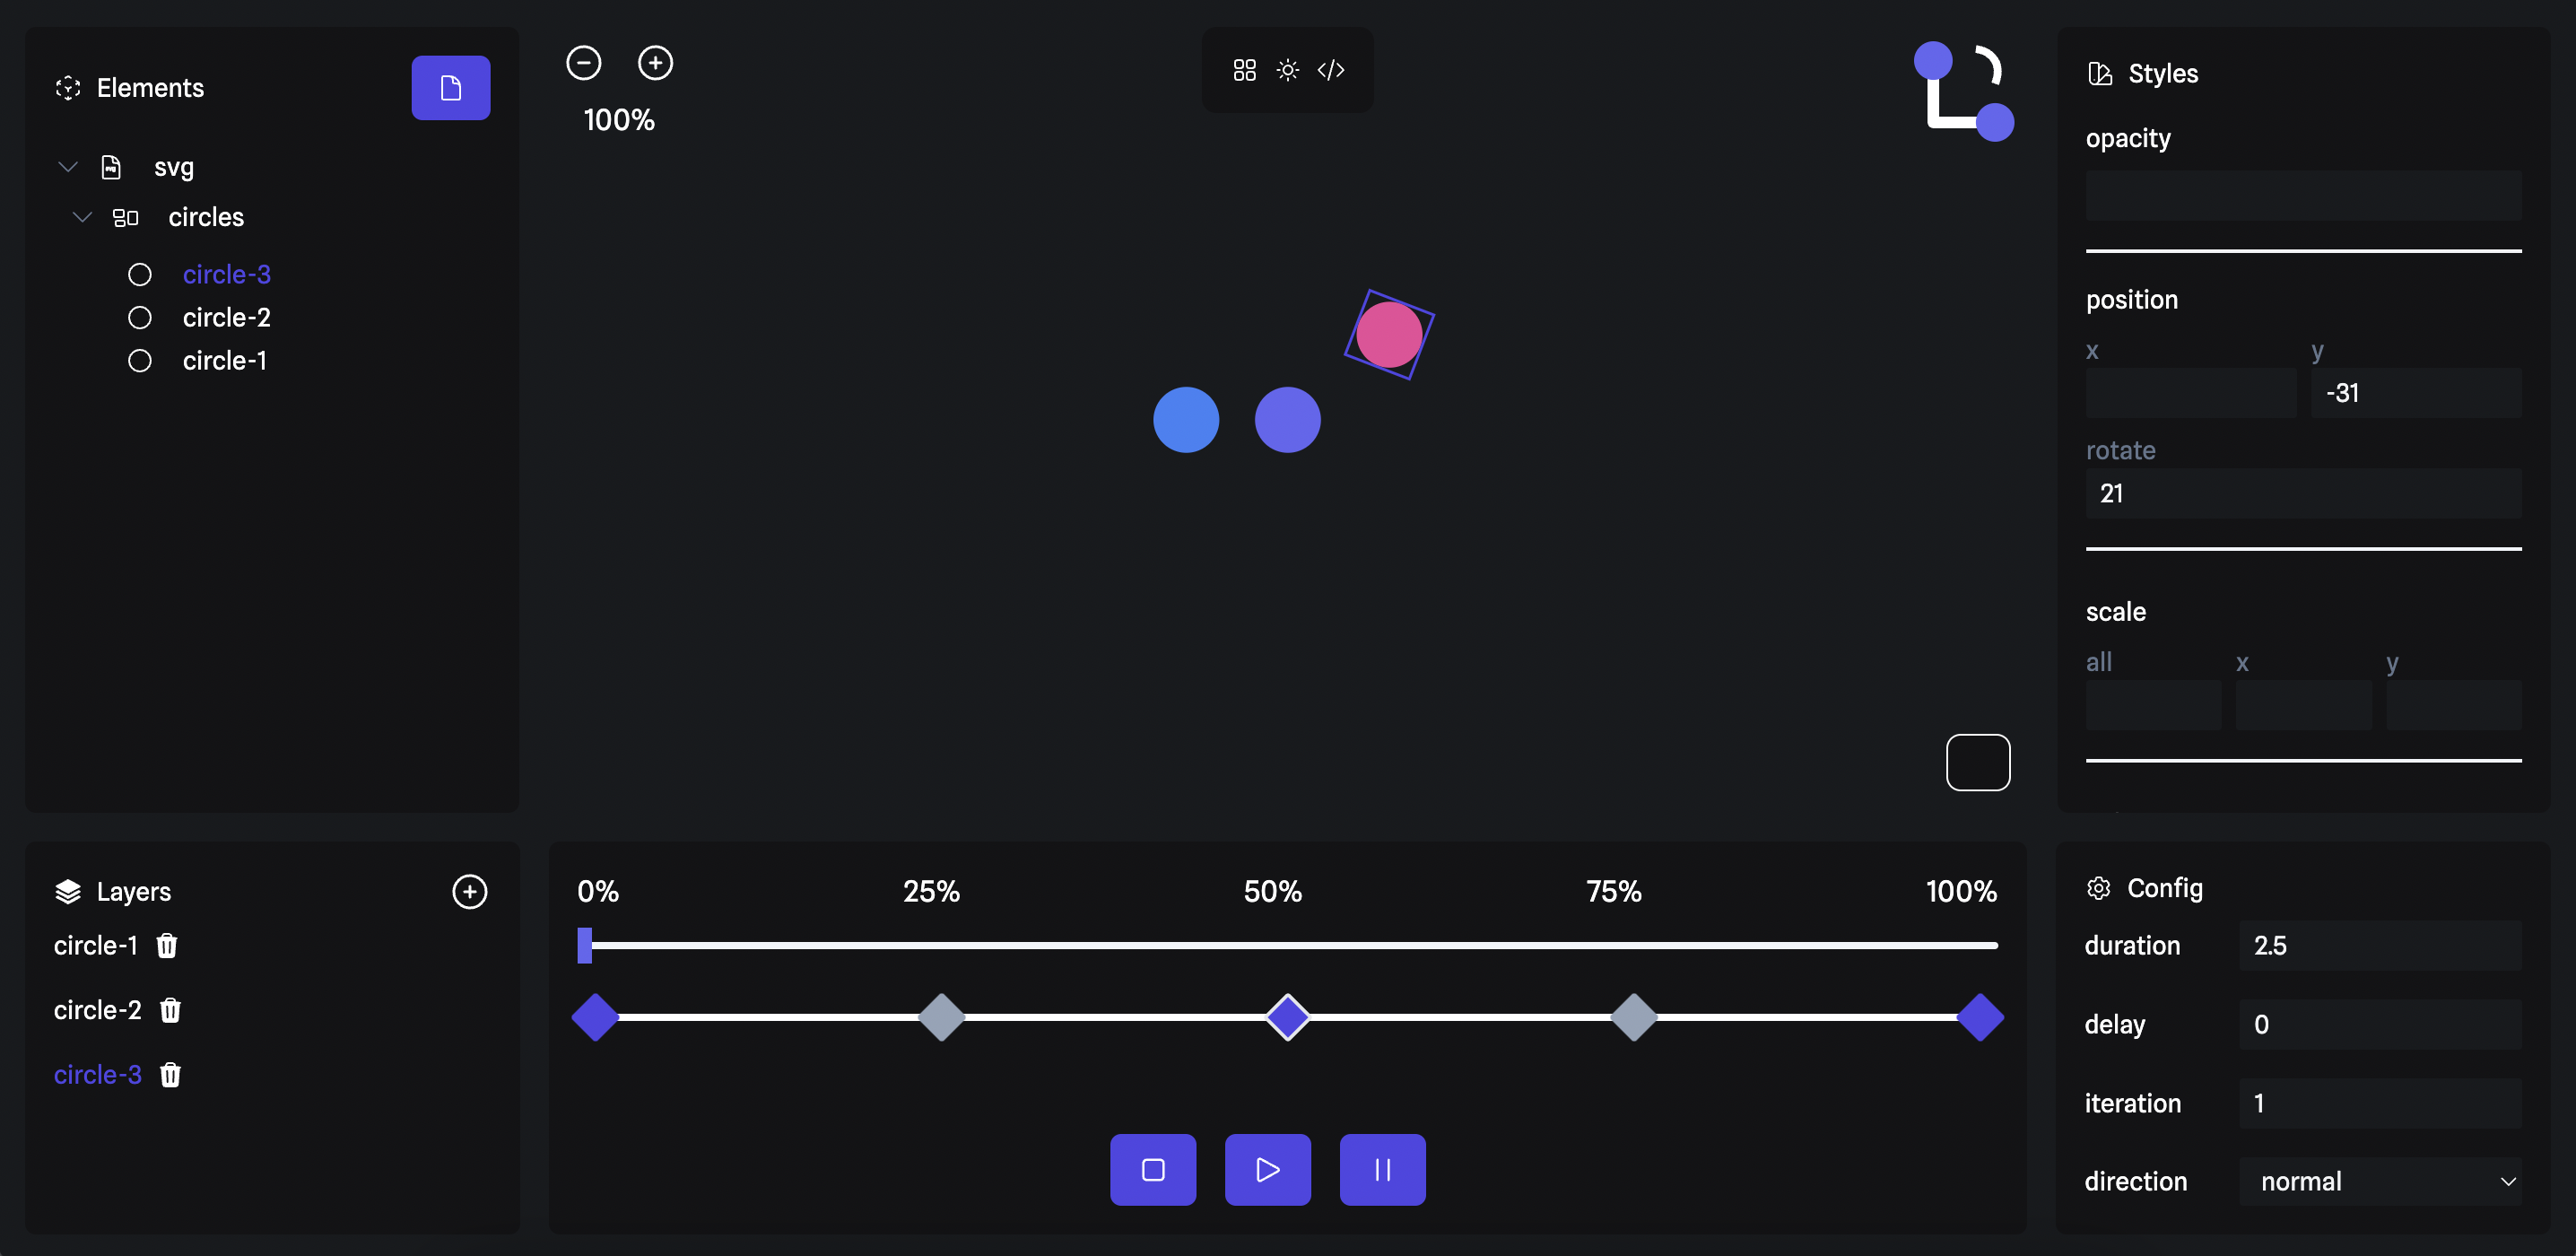 Elements
svg
circles
circle-3
circle-2
circle-1
100%
Styles
opacity
position
x y
-31
rotate
21
scale
all x y
Layers
circle-1
circle-2
circle-3
0% 25% 50% 75% 100%
Config
duration 2.5
delay 0
iteration 1
direction normal